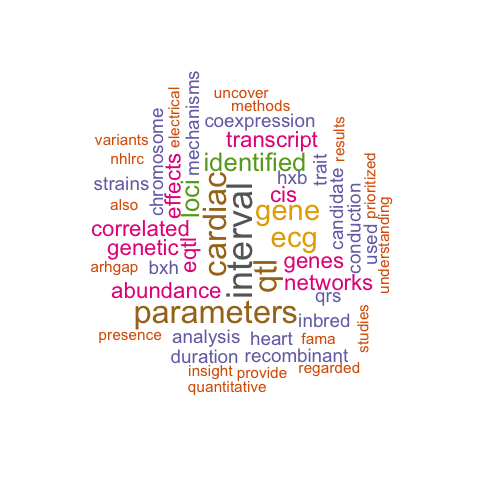 uncover
methods
coexpression
transcript
identified
electrical
mechanisms
chromosome
variants
nhlrc
strains
also
effects
loci
cardiac
interval
hxb
cis
trait
results
candidate
conduction
prioritized
used
understanding
gene
ecg
qtl
genes
networks
qrs
correlated
genetic
eqtl
arhgap
bxh
abundance
parameters
inbred
presence
analysis
heart
fama
studies
duration
recombinant
insight
provide
regarded
quantitative